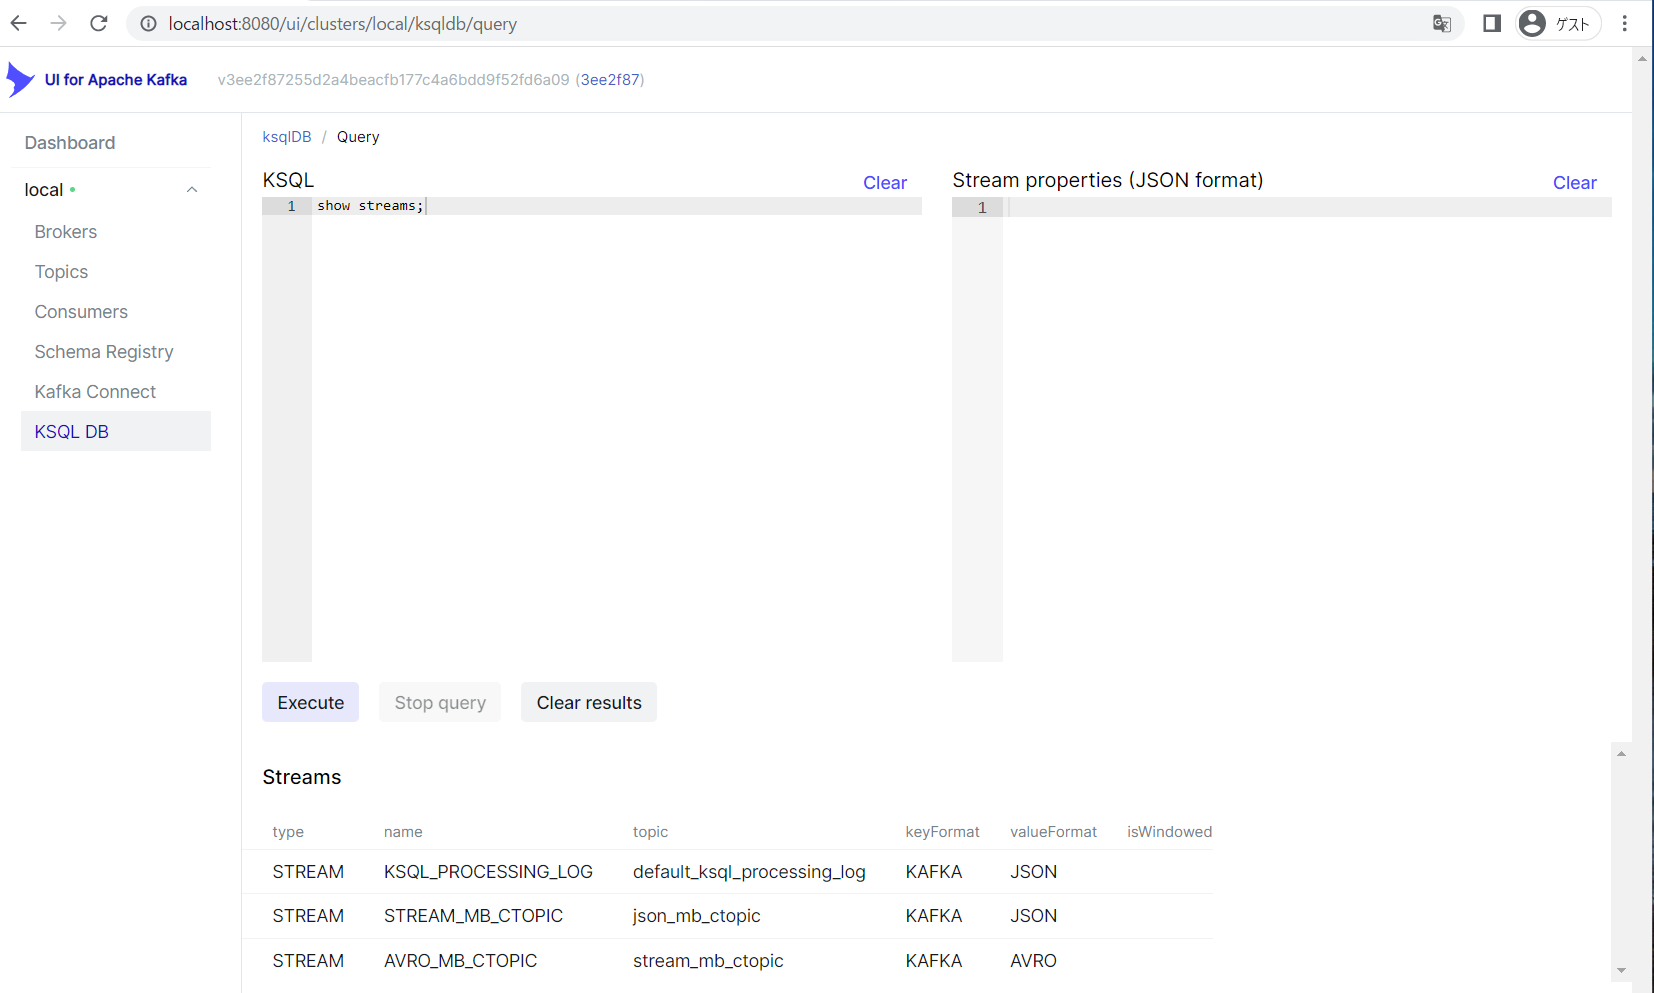 localhost:8080/ui/clusters/local/ksqldb/query
ゲスト
UI for Apache Kafka
v3ee2f87255d2a4beacfb177c4a6bdd9f52fd6a09 (3ee2f87)
Dashboard
local
Brokers
Topics
Consumers
Schema Registry
Kafka Connect
KSQL DB
ksqlDB / Query
KSQL
Clear
1 show streams;
Stream properties (JSON format)
Clear
1
Execute
Stop query
Clear results
Streams
type name topic keyFormat valueFormat isWindowed
STREAM KSQL_PROCESSING_LOG default_ksql_processing_log KAFKA JSON
STREAM STREAM_MB_CTOPIC json_mb_ctopic KAFKA JSON
STREAM AVRO_MB_CTOPIC stream_mb_ctopic KAFKA AVRO